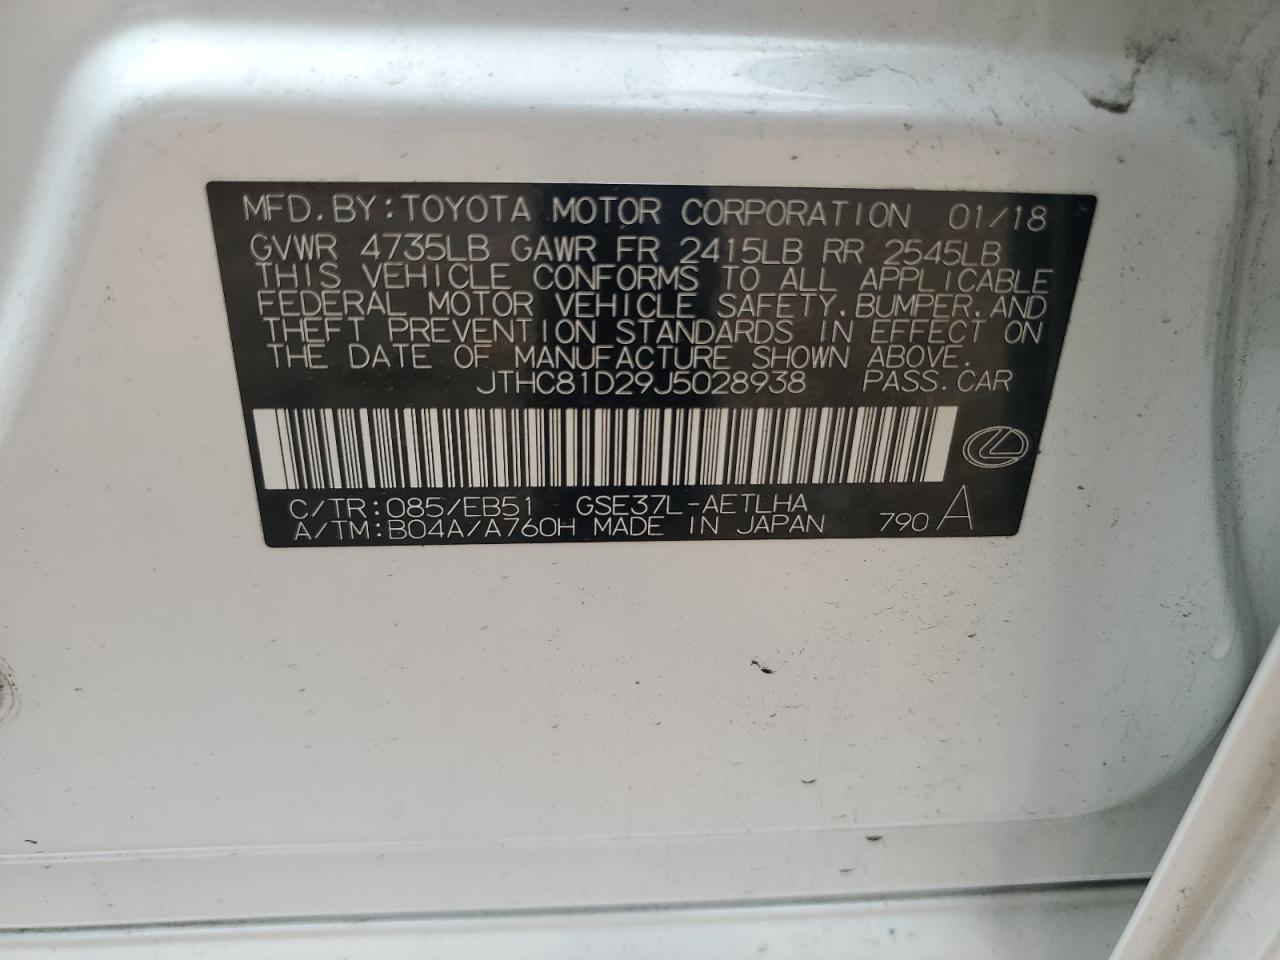 MFD.BY:TOYOTA MOTOR CORPORATION 01/18
GVWR 4735LB GAWR FR 2415LB RR 2545LB
THIS VEHICLE CONFORMS TO ALL APPLICABLE
FEDERAL MOTOR VEHICLE SAFETY,BUMPER,AND
THEFT PREVENTION STANDARDS IN EFFECT ON
THE DATE OF MANUFACTURE SHOWN ABOVE.
JTHC81D29J5028938 PASS.CAR
C/TR:085/EB51 GSE37L-AETLHA
A/TM:B04A/A760H MADE IN JAPAN 790 A